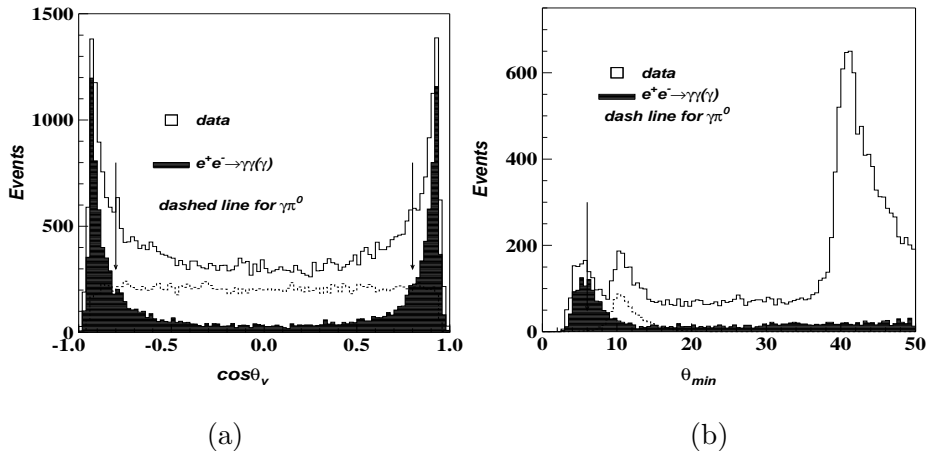 1500
1000
500
0
Events
-1.0
-0.5
0.0
0.5
1.0
cosθv
data
e+e-→γγ(γ)
dashed line for γπ0
(a)
600
400
200
0
Events
0
10
20
30
40
50
θmin
data
e+e-→γγ(γ)
dash line for γπ0
(b)